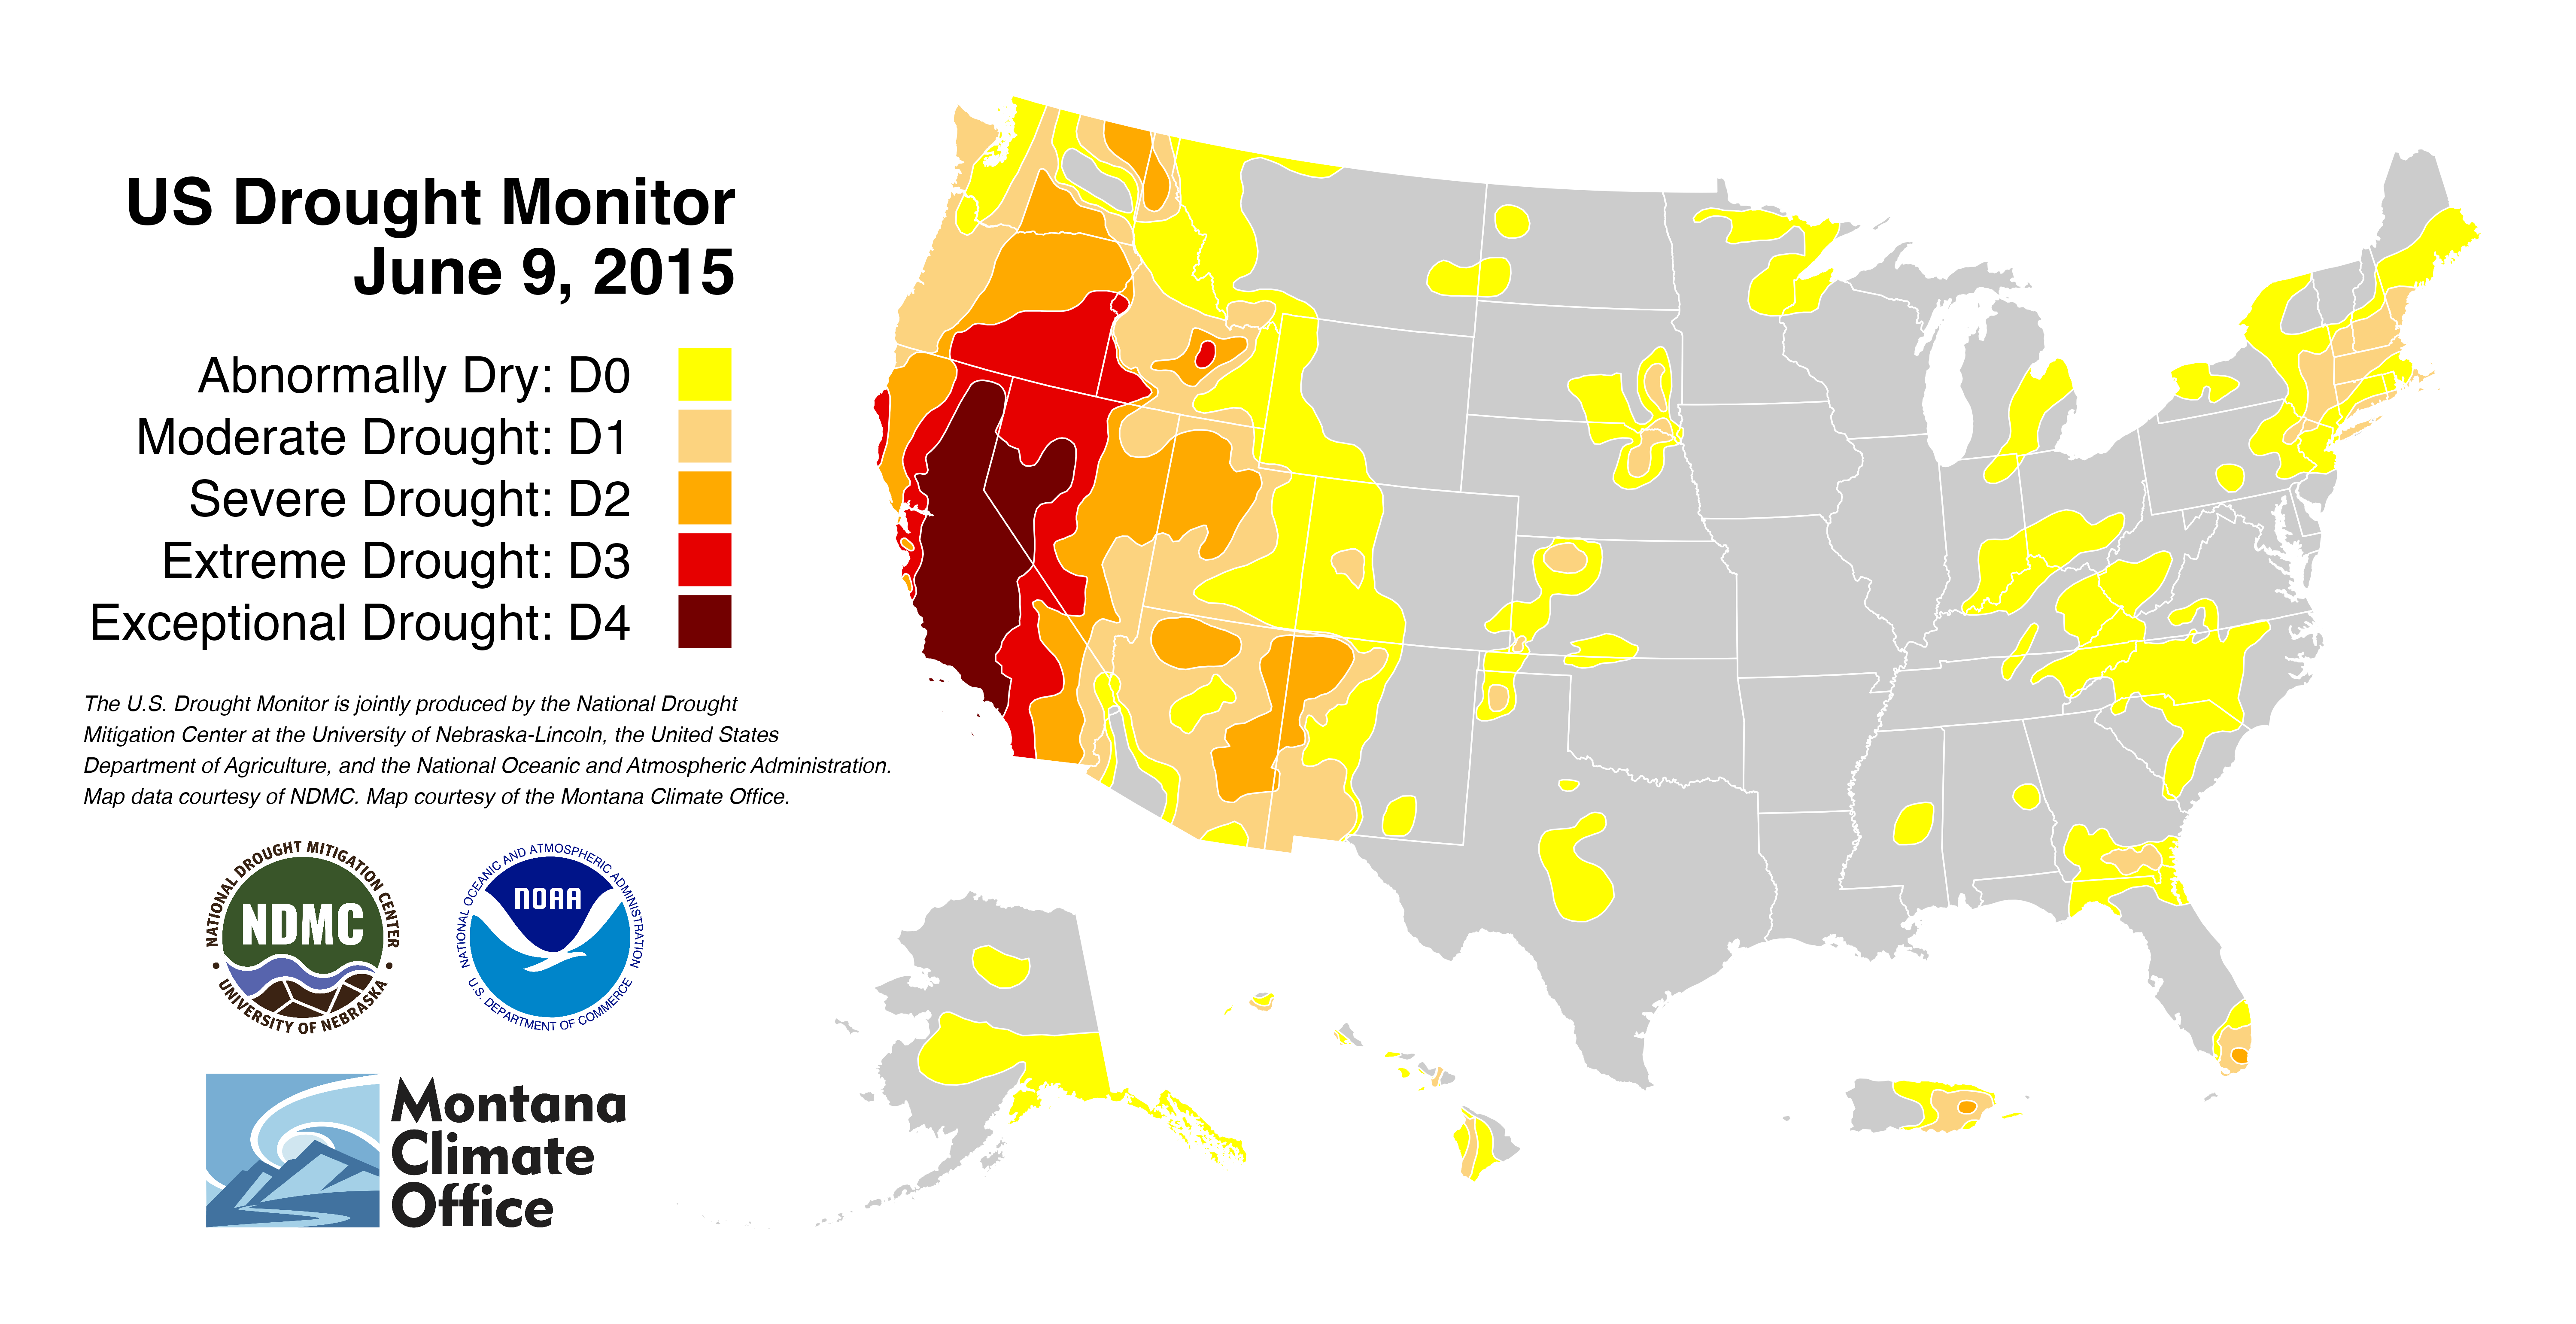 US Drought Monitor
June 9, 2015
Abnormally Dry: D0
Moderate Drought: D1
Severe Drought: D2
Extreme Drought: D3
Exceptional Drought: D4
The U.S. Drought Monitor is jointly produced by the National Drought
Mitigation Center at the University of Nebraska-Lincoln, the United States
Department of Agriculture, and the National Oceanic and Atmospheric Administration.
Map data courtesy of NDMC. Map courtesy of the Montana Climate Office.
NATIONAL DROUGHT MITIGATION CENTER
NDMC
• UNIVERSITY OF NEBRASKA •
NATIONAL OCEANIC AND ATMOSPHERIC ADMINISTRATION
NOAA
U.S. DEPARTMENT OF COMMERCE
Montana
Climate
Office